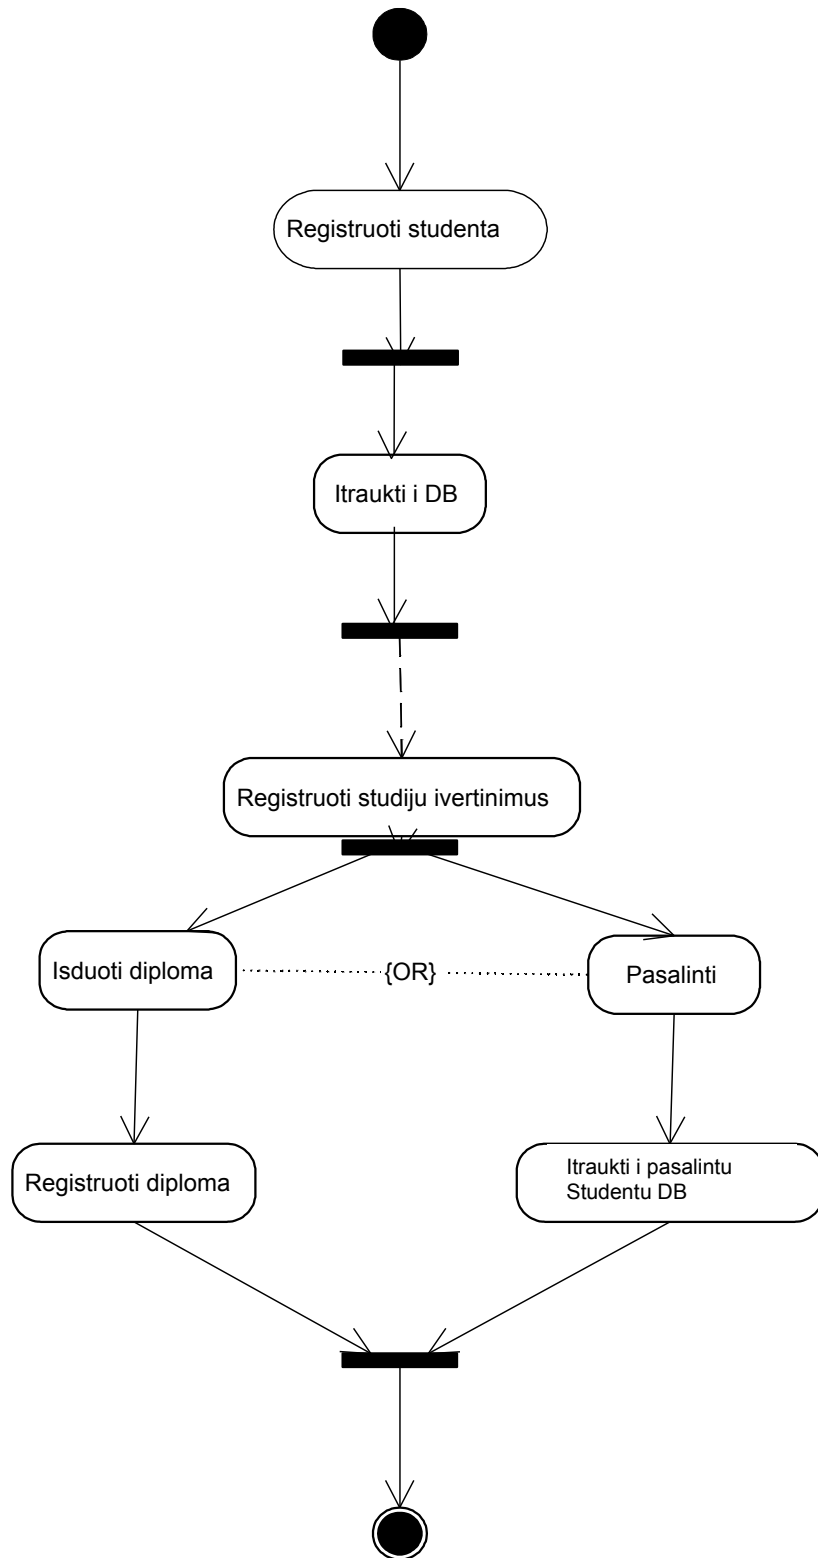 Registruoti studenta
Itraukti i DB
Registruoti studiju ivertinimus
Isduoti diploma
{OR}
Pasalinti
Registruoti diploma
Itraukti i pasalintu
Studentu DB